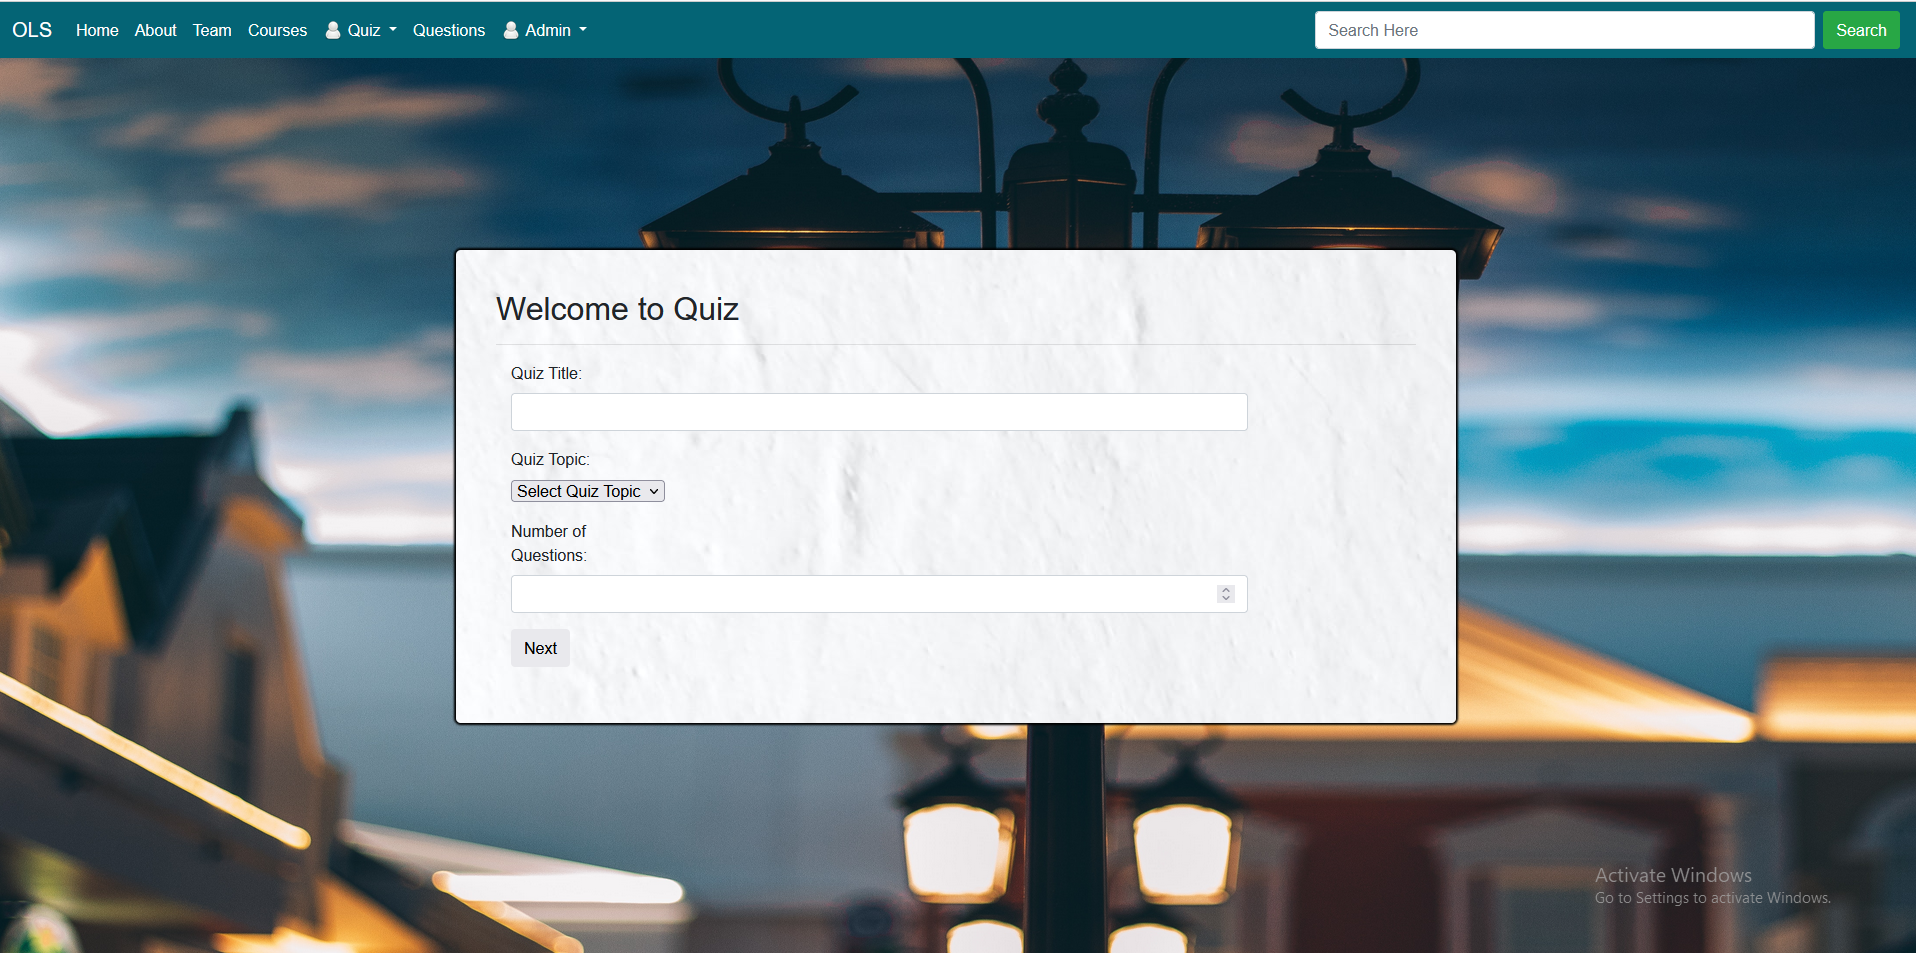 OLS Home About Team Courses Quiz Questions Admin Search Here Search
Welcome to Quiz
Quiz Title:
Quiz Topic:
Select Quiz Topic
Number of
Questions:
Next
Activate Windows
Go to Settings to activate Windows.